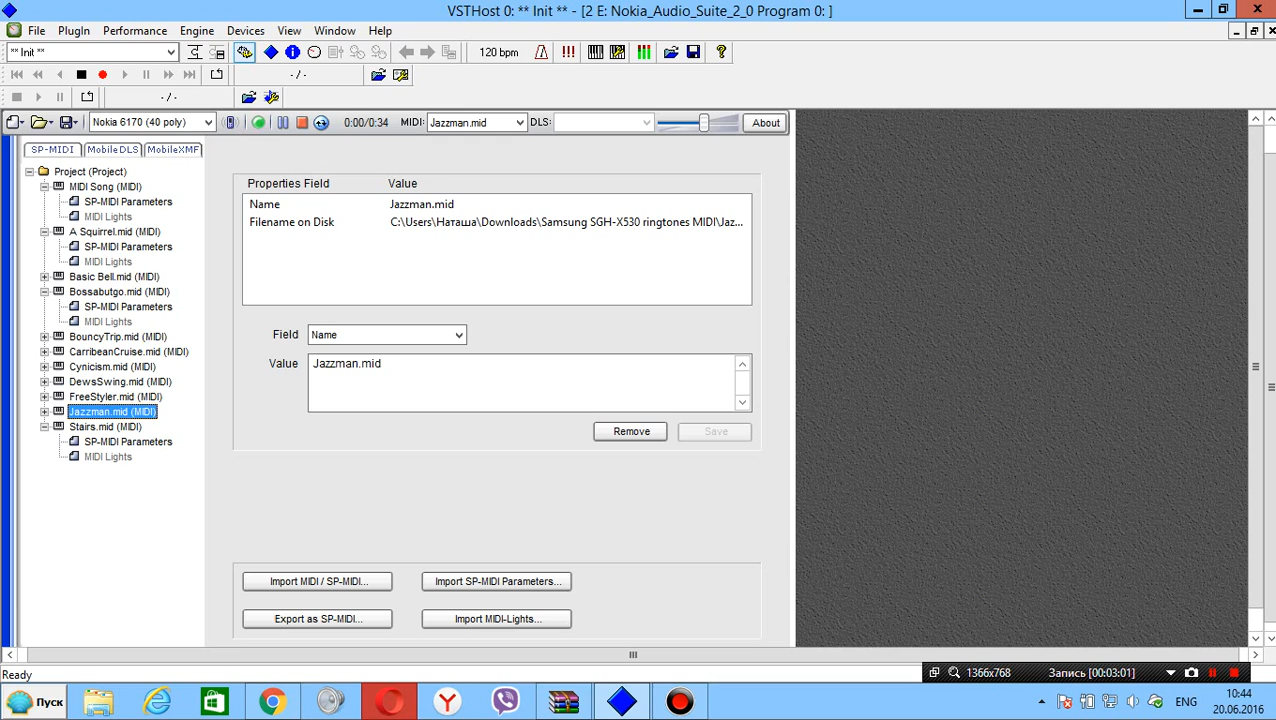 VSTHost 0: ** Init ** - [2 E: Nokia_Audio_Suite_2_0 Program 0: ]
File PlugIn Performance Engine Devices View Window Help
** Init ** 120 bpm
- / -
- / -
Nokia 6170 (40 poly) 0:00/0:34 MIDI: Jazzman.mid DLS: About
SP-MIDI MobileDLS MobileXMF
Project (Project)
MIDI Song (MIDI)
SP-MIDI Parameters
MIDI Lights
A Squirrel.mid (MIDI)
SP-MIDI Parameters
MIDI Lights
Basic Bell.mid (MIDI)
Bossabutgo.mid (MIDI)
SP-MIDI Parameters
MIDI Lights
BouncyTrip.mid (MIDI)
CarribeanCruise.mid (MIDI)
Cynicism.mid (MIDI)
DewsSwing.mid (MIDI)
FreeStyler.mid (MIDI)
Jazzman.mid (MIDI)
Stairs.mid (MIDI)
SP-MIDI Parameters
MIDI Lights
Properties Field Value
Name Jazzman.mid
Filename on Disk C:\Users\Наташа\Downloads\Samsung SGH-X530 ringtones MIDI\Jaz...
Field Name
Value Jazzman.mid
Remove Save
Import MIDI / SP-MIDI... Import SP-MIDI Parameters...
Export as SP-MIDI... Import MIDI-Lights...
Ready
1366x768 Запись [00:03:01]
Пуск ENG 10:44
20.06.2016